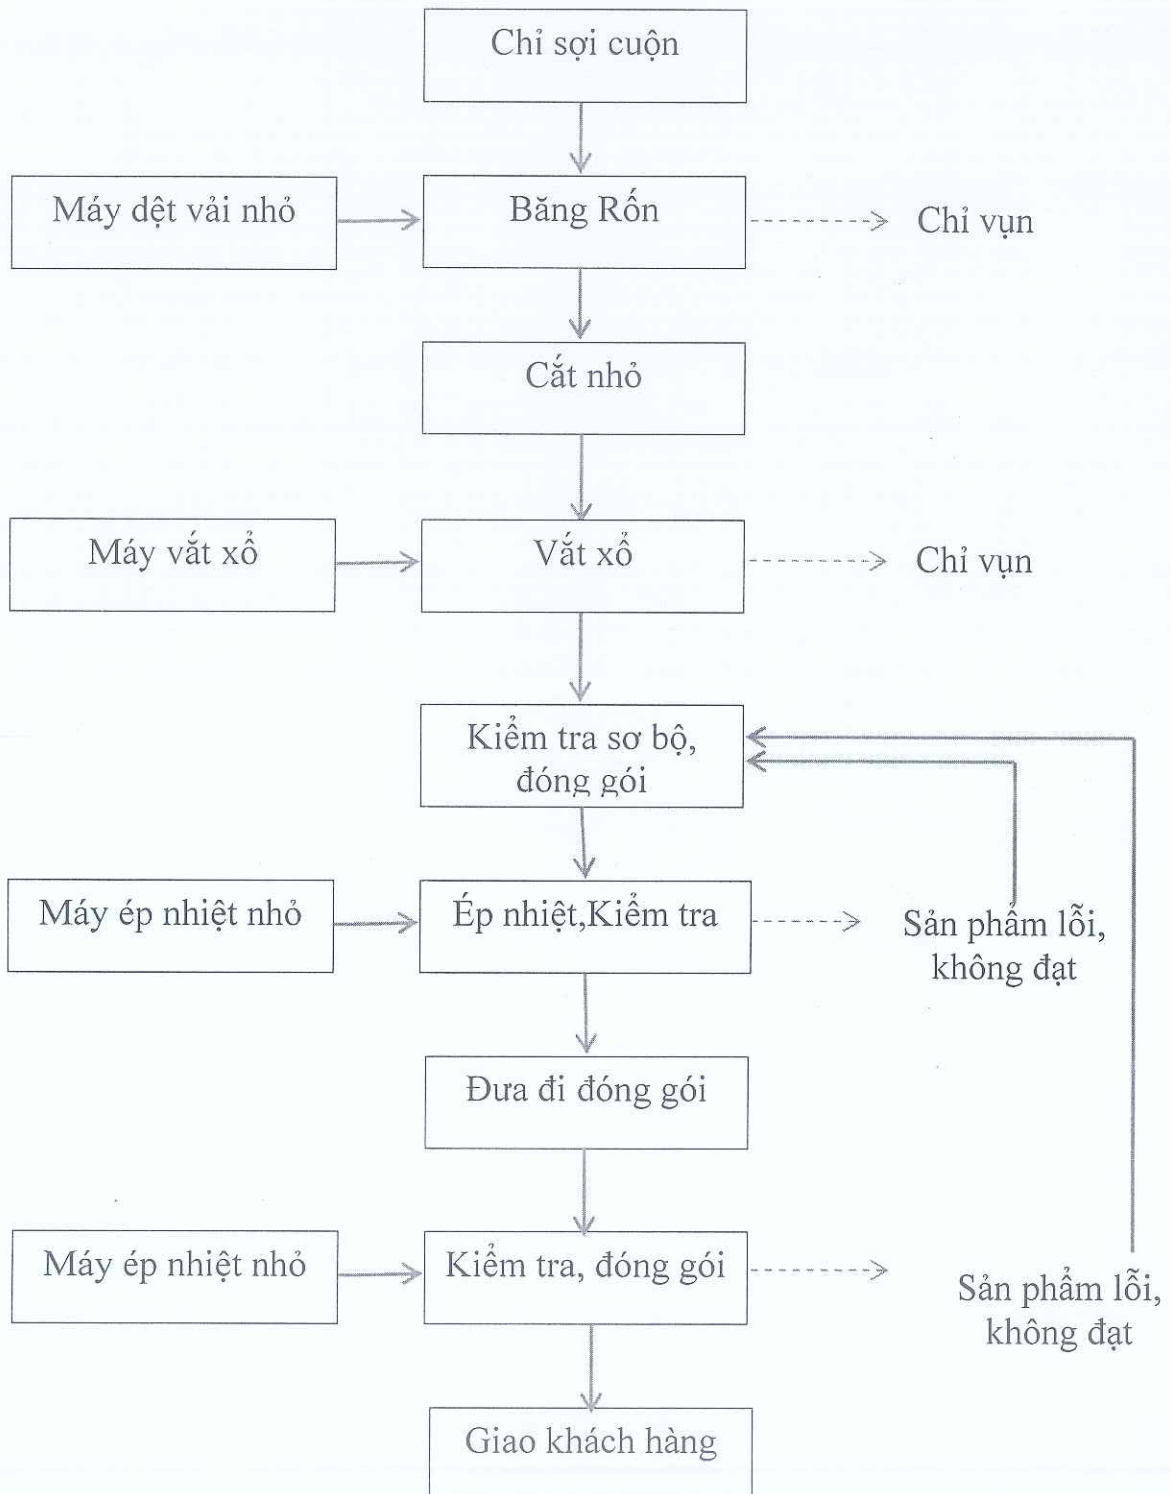 Chỉ sợi cuộn
Máy dệt vải nhỏ
Băng Rốn
Chỉ vụn
Cắt nhỏ
Máy vắt xổ
Vắt xổ
Chỉ vụn
Kiểm tra sơ bộ,
đóng gói
Máy ép nhiệt nhỏ
Ép nhiệt,Kiểm tra
Sản phẩm lỗi,
không đạt
Đưa đi đóng gói
Máy ép nhiệt nhỏ
Kiểm tra, đóng gói
Sản phẩm lỗi,
không đạt
Giao khách hàng